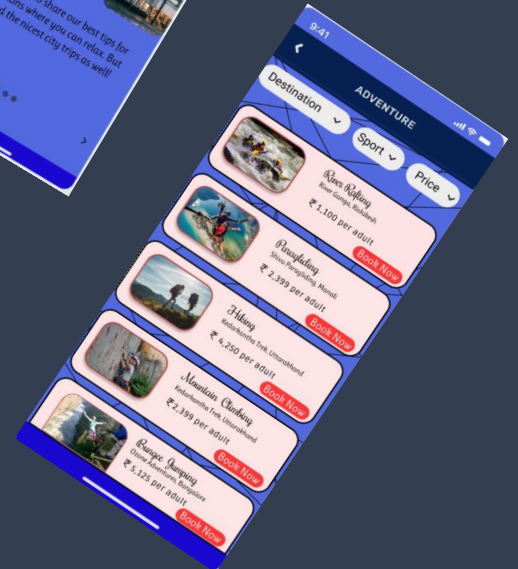 share our best tips for
where you can relax. But
the nicest city trips as well!
9:41
ADVENTURE
Destination
Sport
Price
River Rafting
River Ganga, Rishikesh
₹ 1,100 per adult
Book Now
Paragliding
Shiva Paragliding, Manali
₹ 2,399 per adult
Book Now
Hiking
Kedarkantha Trek, Uttarakhand
₹ 4,250 per adult
Book Now
Mountain Climbing
Kedarkantha Trek, Uttarakhand
₹2,399 per adult
Book Now
Bungee Jumping
Ozone Adventures, Bangalore
₹ 5,125 per adult
Book Now